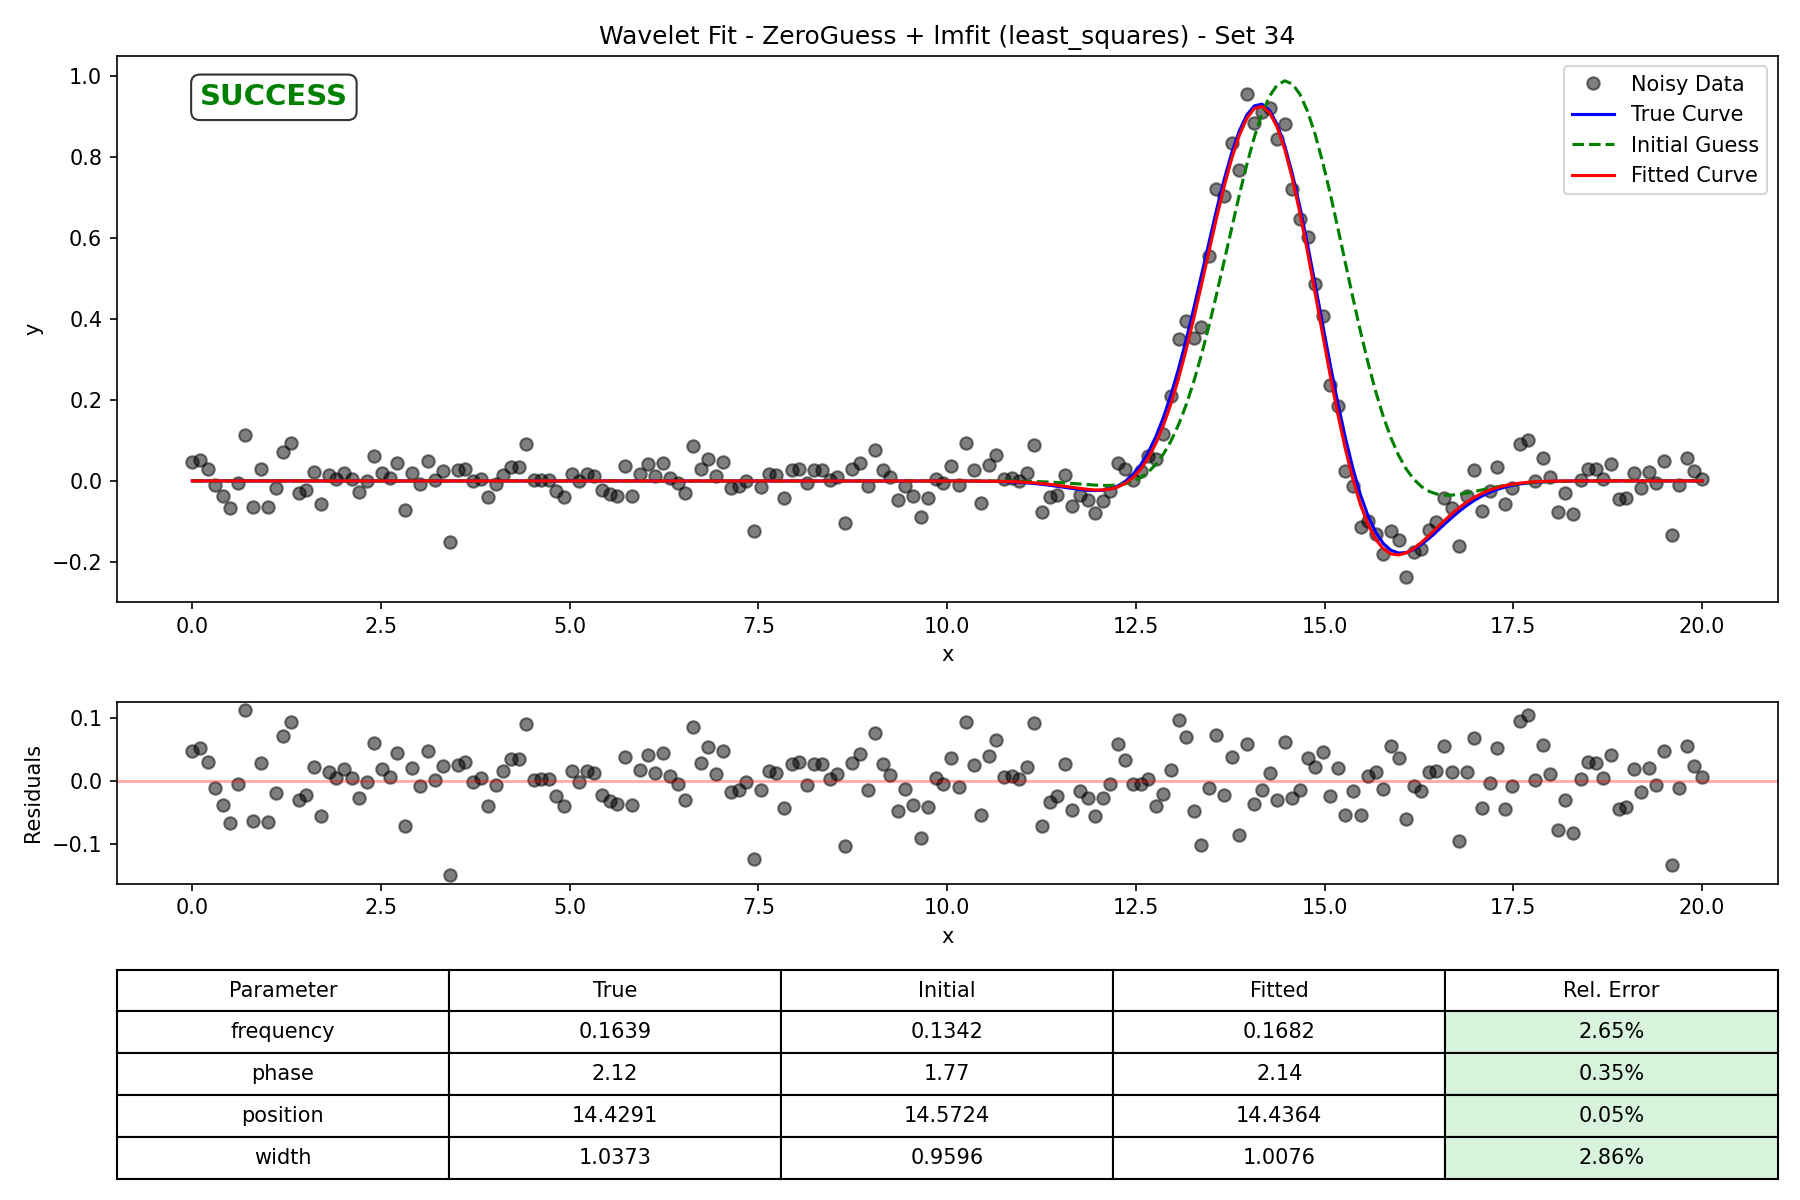 Wavelet Fit - ZeroGuess + lmfit (least_squares) - Set 34
SUCCESS
Noisy Data
True Curve
Initial Guess
Fitted Curve
1.0
0.8
0.6
0.4
0.2
0.0
−0.2
y
0.0 2.5 5.0 7.5 10.0 12.5 15.0 17.5 20.0
x
0.1
0.0
−0.1
Residuals
0.0 2.5 5.0 7.5 10.0 12.5 15.0 17.5 20.0
x
Parameter True Initial Fitted Rel. Error
frequency 0.1639 0.1342 0.1682 2.65%
phase 2.12 1.77 2.14 0.35%
position 14.4291 14.5724 14.4364 0.05%
width 1.0373 0.9596 1.0076 2.86%